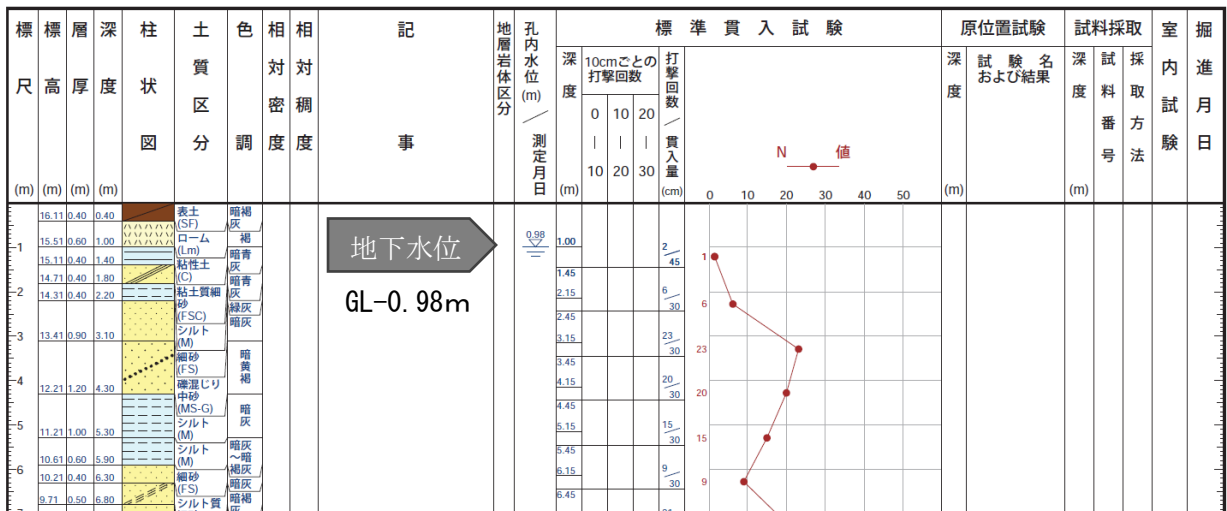 標尺 (m)
標高 (m)
層厚 (m)
深度 (m)
柱状図
土質区分
色調
相対密度
相対稠度
記事
地層岩体区分
孔内水位(m)／測定月日
標準貫入試験
深度 (m)
10cmごとの
打撃回数
0 10 20
| | |
10 20 30
打撃回数／貫入量 (cm)
N 値
0 10 20 30 40 50
原位置試験
深度 (m)
試験名
および結果
試料採取
深度 (m)
試料番号
採取方法
室内試験
掘進月日
1
2
3
4
5
6
16.11 0.40 0.40
15.51 0.60 1.00
15.11 0.40 1.40
14.71 0.40 1.80
14.31 0.40 2.20
13.41 0.90 3.10
12.21 1.20 4.30
11.21 1.00 5.30
10.61 0.60 5.90
10.21 0.40 6.30
9.71 0.50 6.80
表土
(SF)
ローム
(Lm)
粘性土
(C)
粘土質細
砂
(FSC)
シルト
(M)
細砂
(FS)
礫混じり
中砂
(MS-G)
シルト
(M)
シルト
(M)
細砂
(FS)
シルト質
暗褐
灰
褐
暗青
灰
暗青
灰
緑灰
暗灰
暗
黄
褐
暗
灰
暗灰
～暗
褐灰
暗灰
暗褐
地下水位
GL-0.98m
0.98
1.00
1.45
2.15
2.45
3.15
3.45
4.15
4.45
5.15
5.45
6.15
6.45
2
45
6
30
23
30
20
30
15
30
9
30
1
6
23
20
15
9